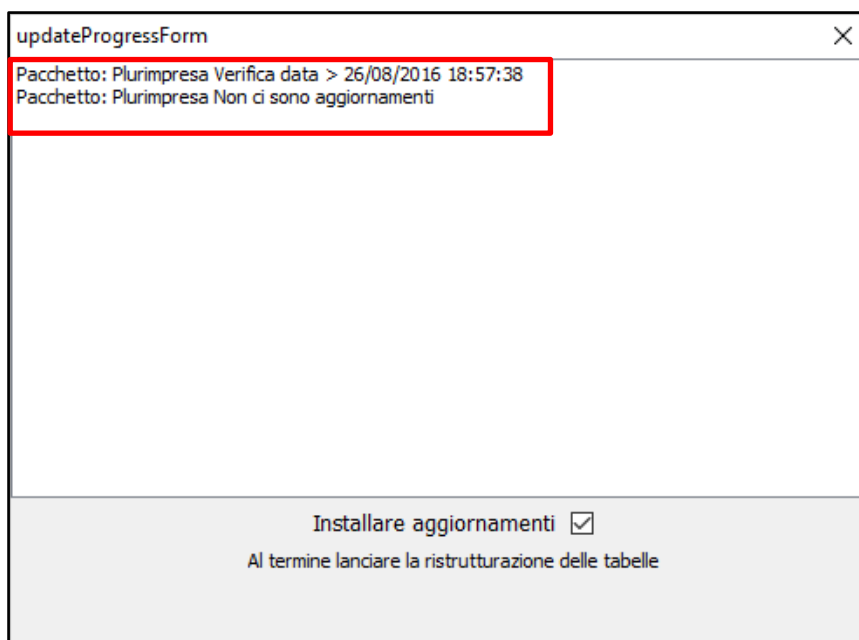 updateProgressForm
Pacchetto: Plurimpresa Verifica data > 26/08/2016 18:57:38
Pacchetto: Plurimpresa Non ci sono aggiornamenti
Installare aggiornamenti
Al termine lanciare la ristrutturazione delle tabelle